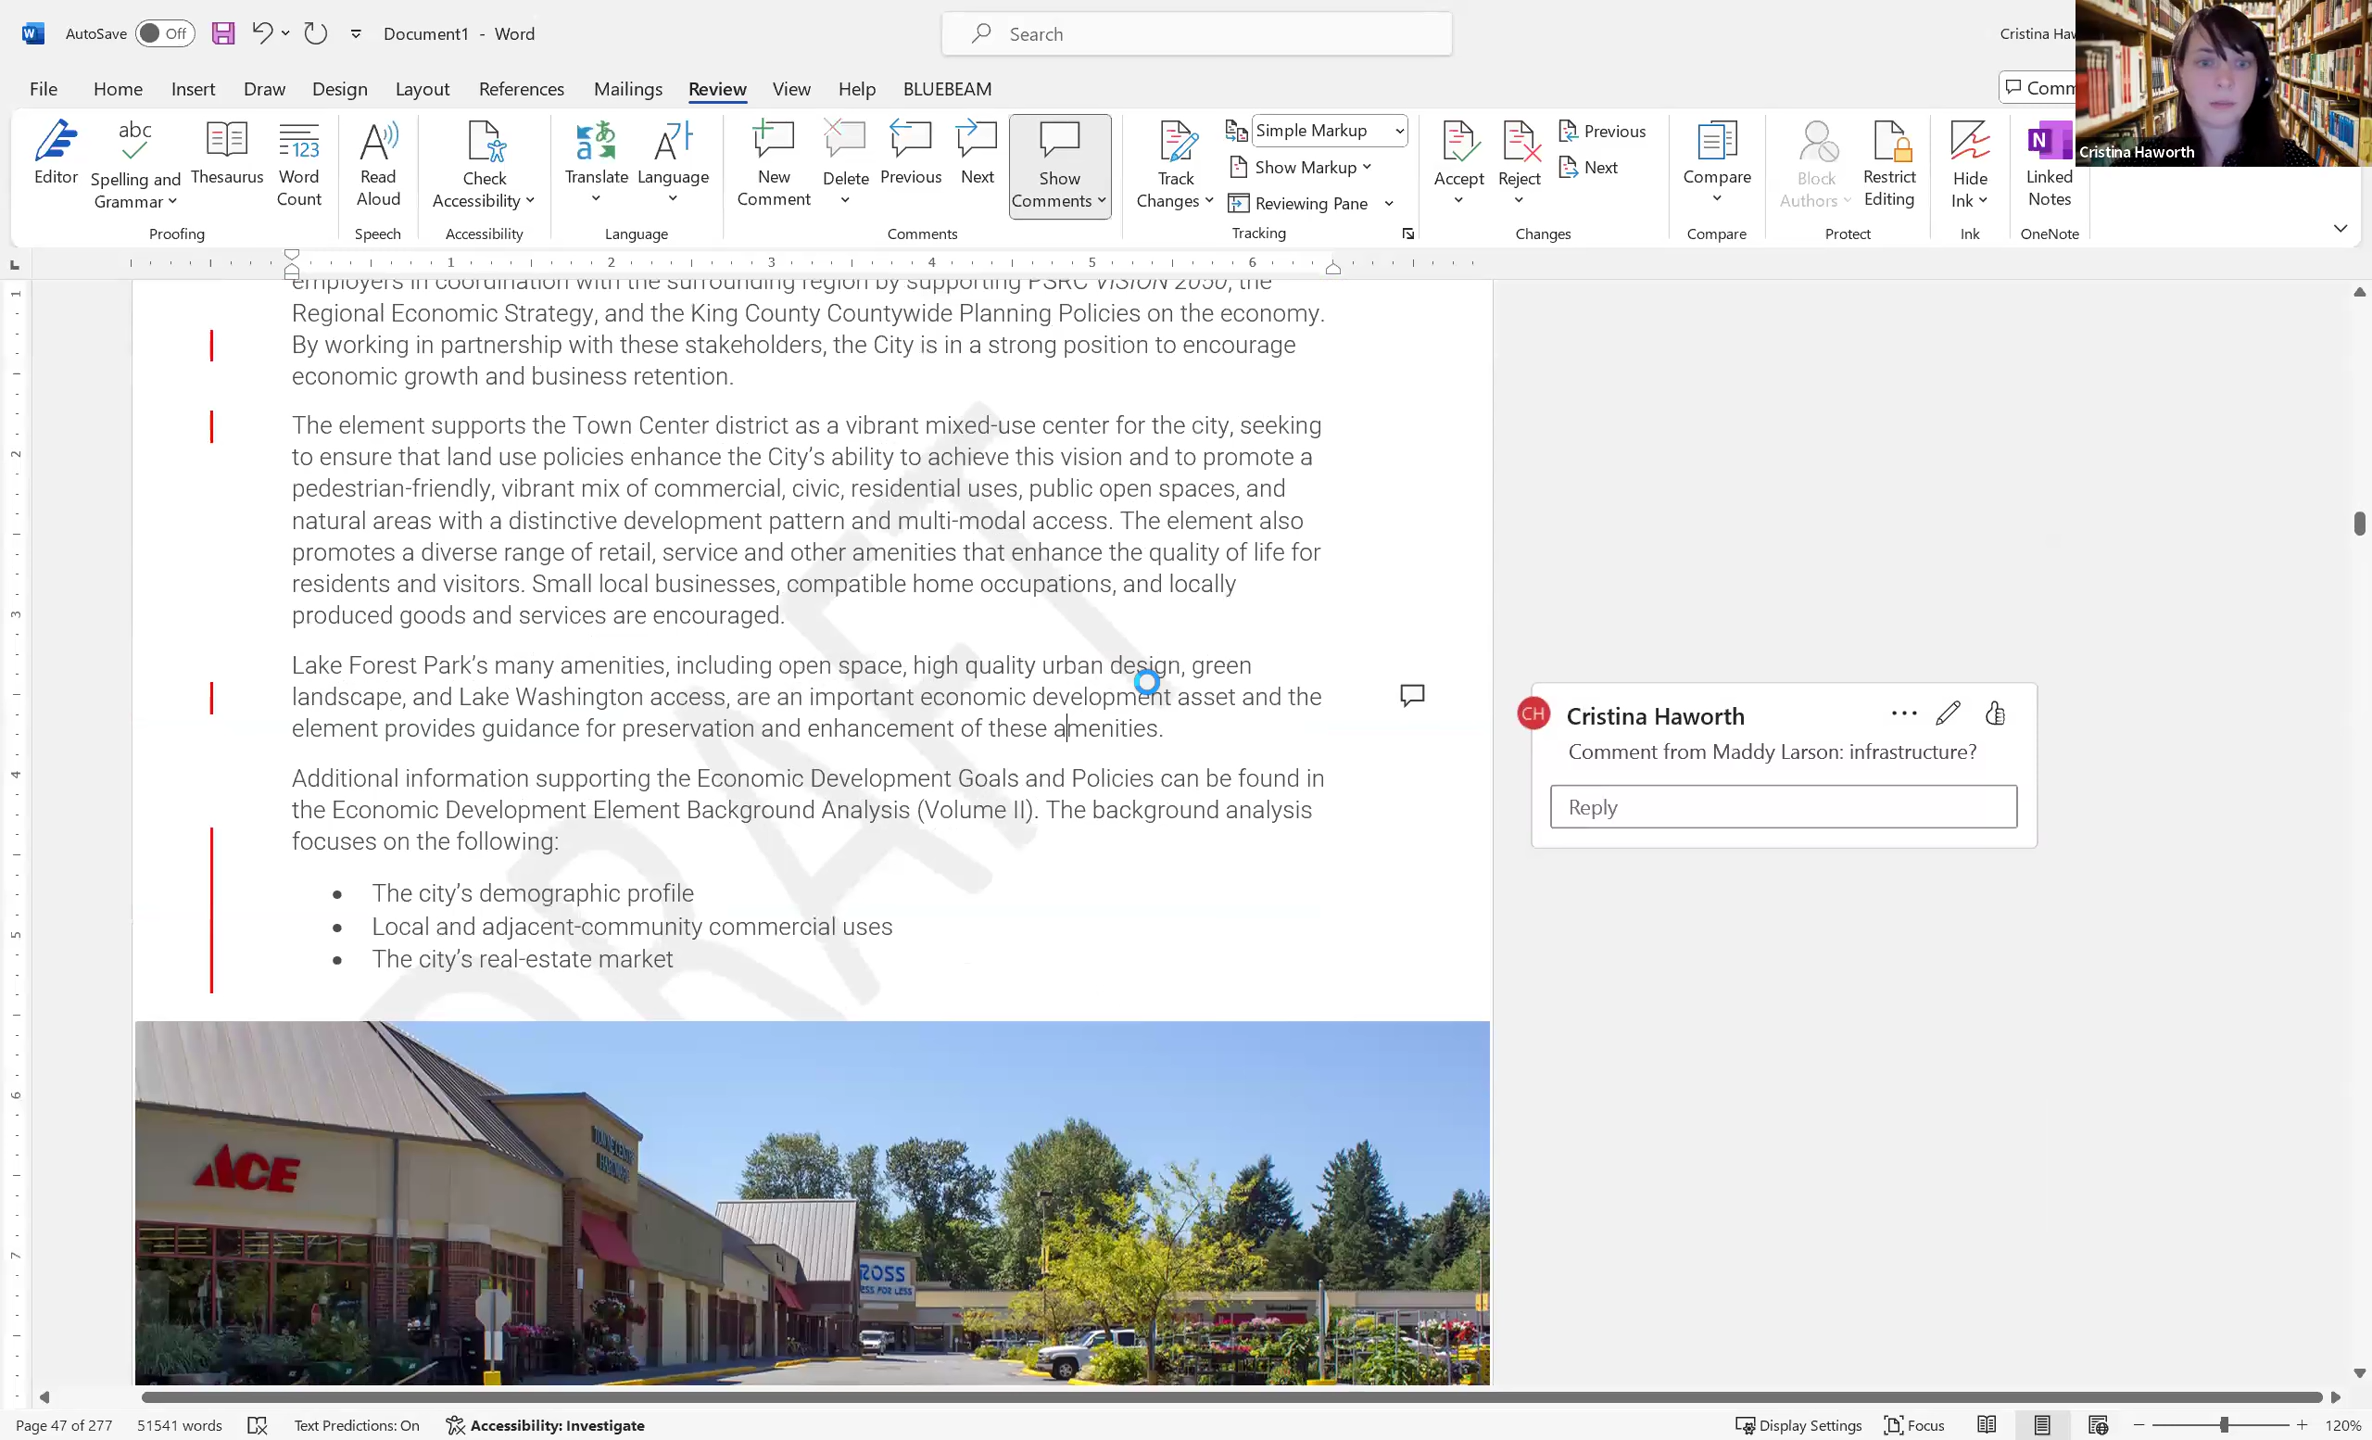 AutoSave Off Document1 - Word Search Cristina
File Home Insert Draw Design Layout References Mailings Review View Help BLUEBEAM
Editor Spelling and Grammar Thesaurus Word Count Read Aloud Check Accessibility Translate Language New Comment Delete Previous Next Show Comments Track Changes Simple Markup Show Markup Reviewing Pane Accept Reject Previous Next Compare Block Authors Restrict Editing Hide Ink Linked Notes
Proofing Speech Accessibility Language Comments Tracking Changes Compare Protect Ink OneNote
Cristina Haworth
1 2 3 4 5 6
employers in coordination with the surrounding region by supporting PSRC VISION 2050, the
Regional Economic Strategy, and the King County Countywide Planning Policies on the economy.
By working in partnership with these stakeholders, the City is in a strong position to encourage
economic growth and business retention.
The element supports the Town Center district as a vibrant mixed-use center for the city, seeking
to ensure that land use policies enhance the City's ability to achieve this vision and to promote a
pedestrian-friendly, vibrant mix of commercial, civic, residential uses, public open spaces, and
natural areas with a distinctive development pattern and multi-modal access. The element also
promotes a diverse range of retail, service and other amenities that enhance the quality of life for
residents and visitors. Small local businesses, compatible home occupations, and locally
produced goods and services are encouraged.
Lake Forest Park's many amenities, including open space, high quality urban design, green
landscape, and Lake Washington access, are an important economic development asset and the
element provides guidance for preservation and enhancement of these amenities.
Additional information supporting the Economic Development Goals and Policies can be found in
the Economic Development Element Background Analysis (Volume II). The background analysis
focuses on the following:
• The city's demographic profile
• Local and adjacent-community commercial uses
• The city's real-estate market
DRAFT
CH Cristina Haworth
Comment from Maddy Larson: infrastructure?
Reply
ACE
TOWNE CENTER
HARDWARE
ROSS
DRESS FOR LESS
Page 47 of 277 51541 words Text Predictions: On Accessibility: Investigate Display Settings Focus 120%